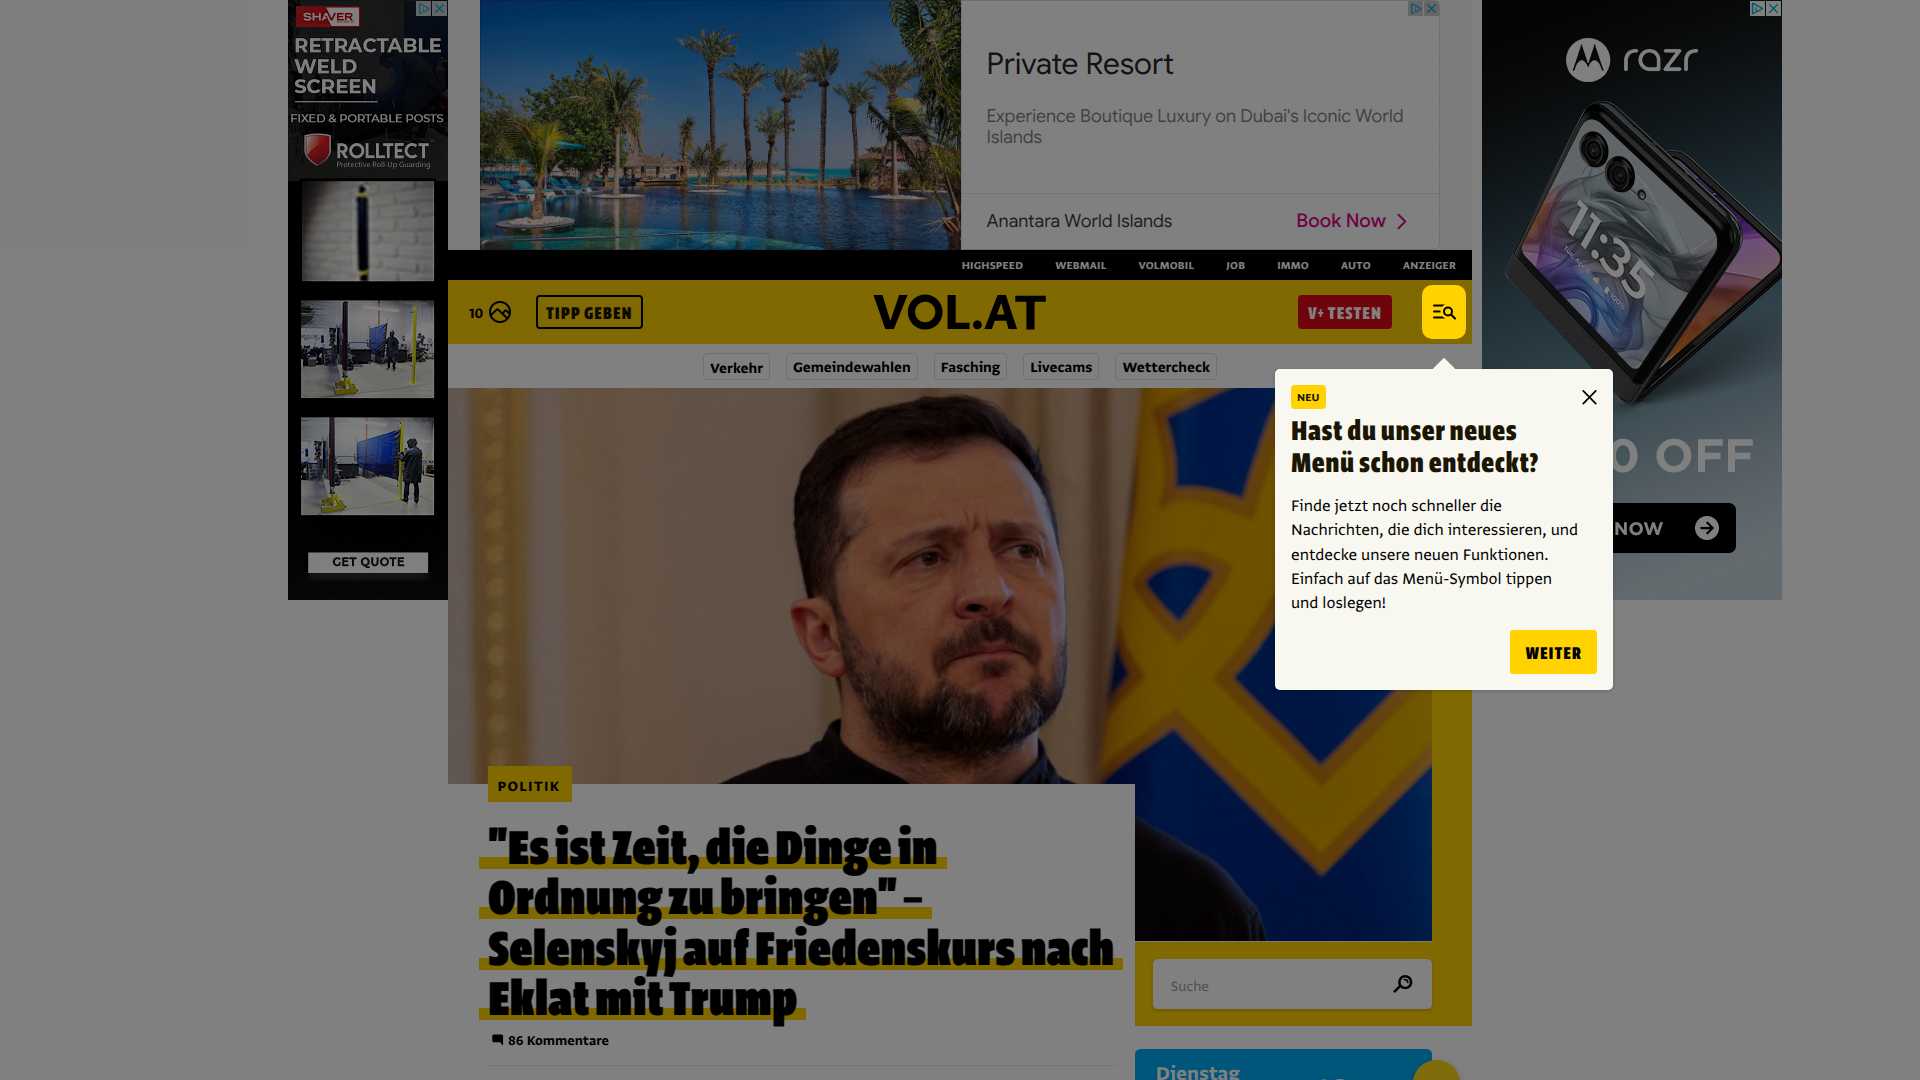 SHAVER
RETRACTABLE
WELD
SCREEN
FIXED & PORTABLE POSTS
ROLLTECT
Protective Roll-Up Guarding
GET QUOTE
Private Resort
Experience Boutique Luxury on Dubai's Iconic World
Islands
Anantara World Islands
Book Now
razr
11:35
0 OFF
NOW
HIGHSPEED
WEBMAIL
VOLMOBIL
JOB
IMMO
AUTO
ANZEIGER
10
TIPP GEBEN
VOL.AT
V+ TESTEN
Verkehr
Gemeindewahlen
Fasching
Livecams
Wettercheck
NEU
Hast du unser neues
Menü schon entdeckt?
Finde jetzt noch schneller die
Nachrichten, die dich interessieren, und
entdecke unsere neuen Funktionen.
Einfach auf das Menü-Symbol tippen
und loslegen!
WEITER
POLITIK
"Es ist Zeit, die Dinge in
Ordnung zu bringen" –
Selenskyj auf Friedenskurs nach
Eklat mit Trump
86 Kommentare
Suche
Dienstag